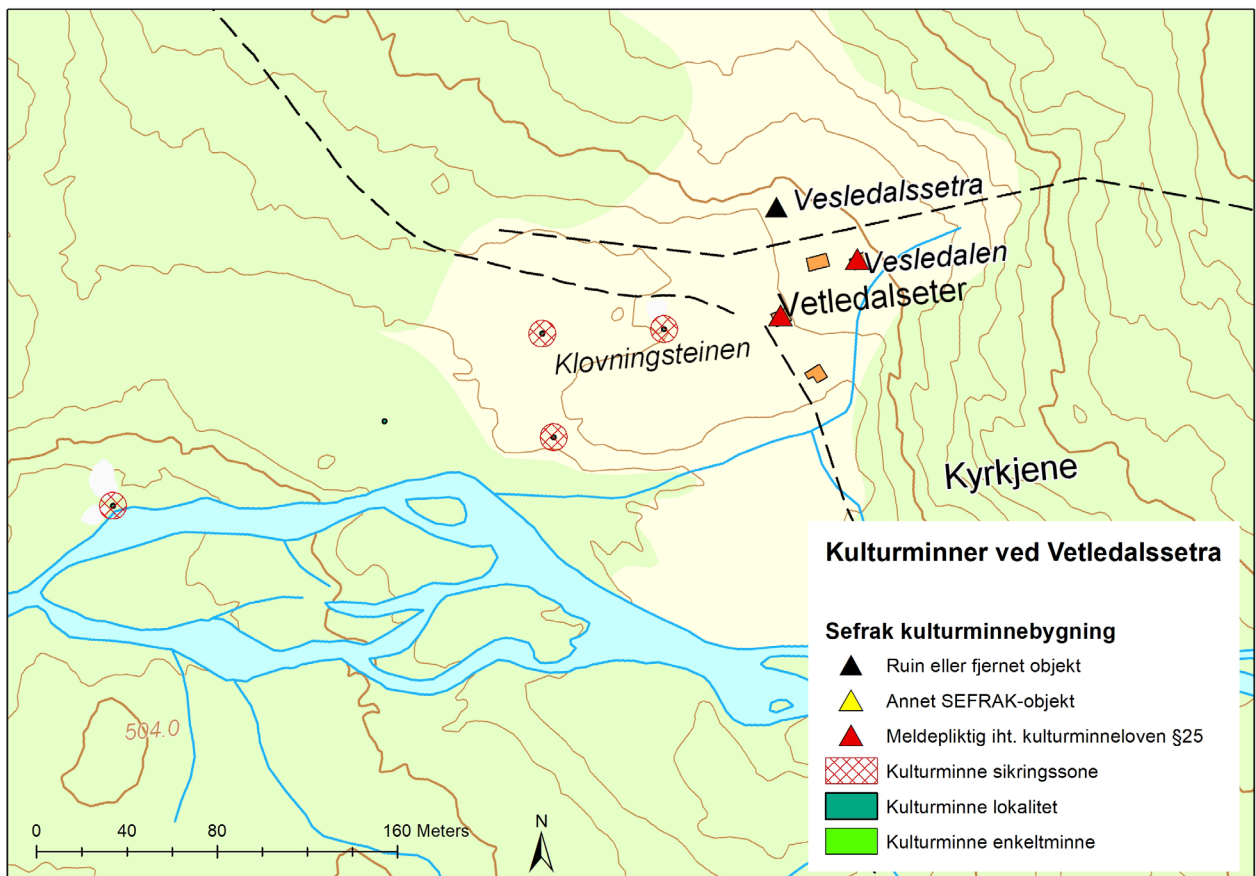 Vesledalssetra
Vesledalen
Vetledalseter
Klovningsteinen
Kyrkjene
504.0
Kulturminner ved Vetledalssetra
Sefrak kulturminnebygning
Ruin eller fjernet objekt
Annet SEFRAK-objekt
Meldepliktig iht. kulturminneloven §25
Kulturminne sikringssone
Kulturminne lokalitet
Kulturminne enkeltminne
0 40 80 160 Meters
N